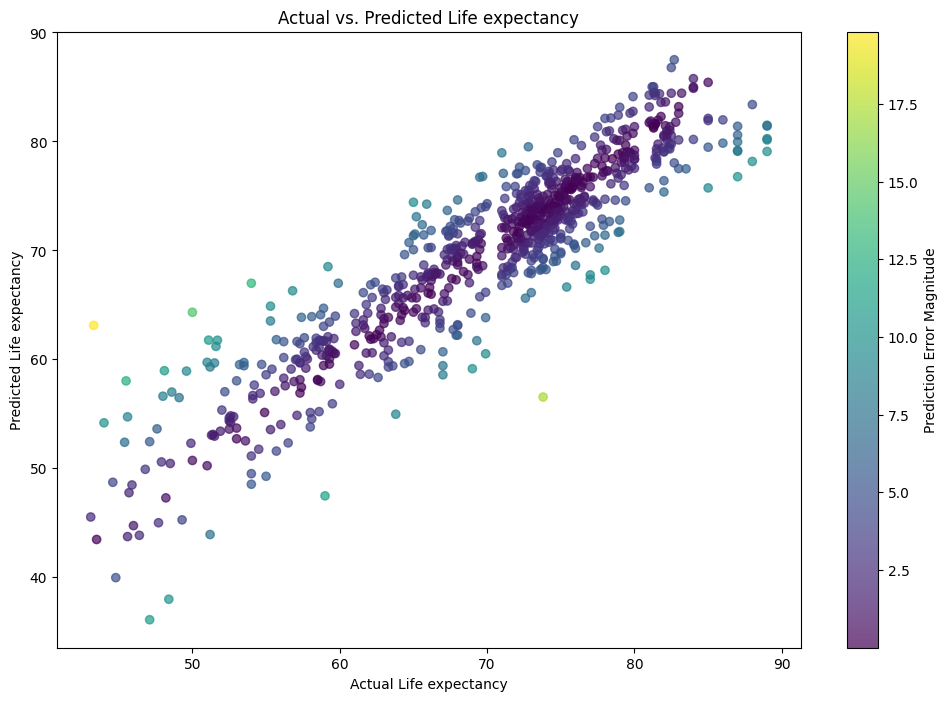 Actual vs. Predicted Life expectancy
90
80
70
60
50
40
Predicted Life expectancy
50 60 70 80 90
Actual Life expectancy
17.5
15.0
12.5
10.0
7.5
5.0
2.5
Prediction Error Magnitude